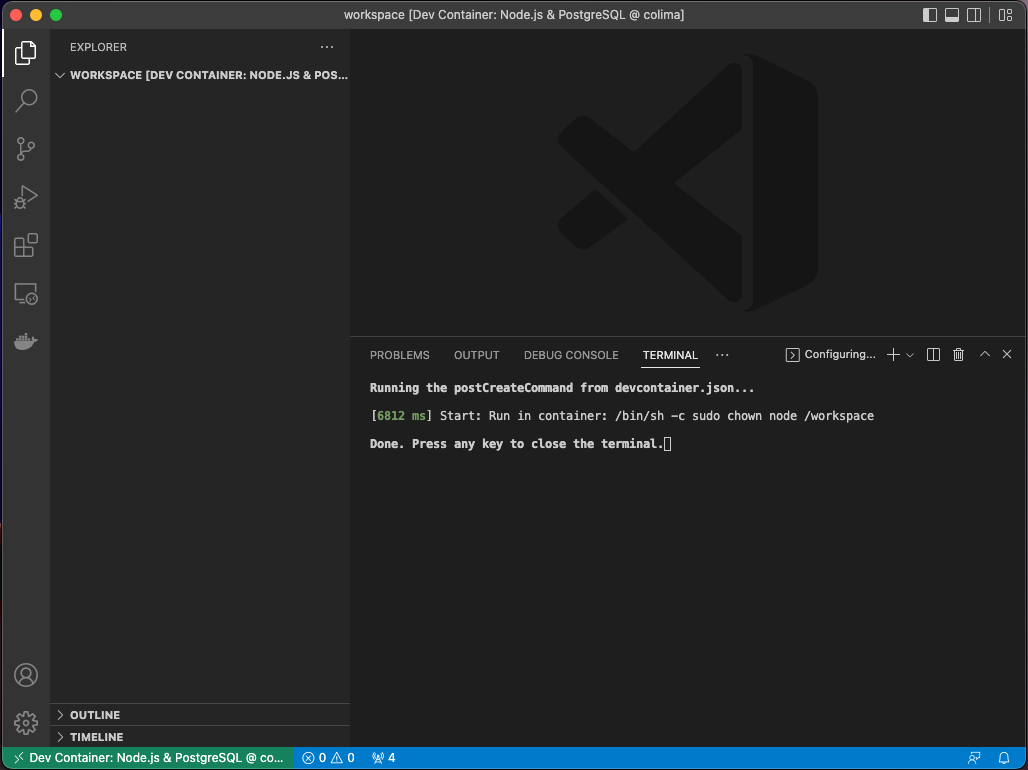 workspace [Dev Container: Node.js & PostgreSQL @ colima]
EXPLORER
WORKSPACE [DEV CONTAINER: NODE.JS & POS...
PROBLEMS OUTPUT DEBUG CONSOLE TERMINAL Configuring...
Running the postCreateCommand from devcontainer.json...
[6812 ms] Start: Run in container: /bin/sh -c sudo chown node /workspace
Done. Press any key to close the terminal.
OUTLINE
TIMELINE
Dev Container: Node.js & PostgreSQL @ co... 0 0 4